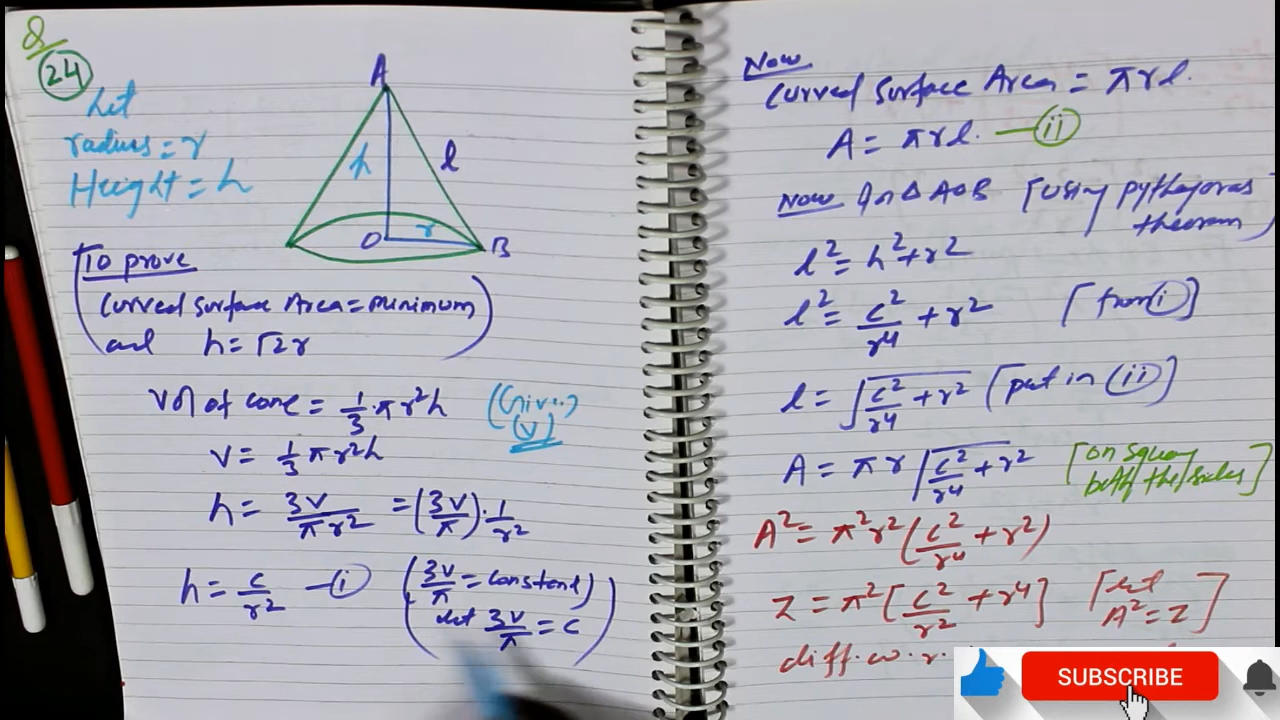 8/
24
Let
radius = r
Height = h
A
h
l
O
r
B
To prove
Curved surface Area = minimum
and h = √2r
Vol of cone = 1/3 · π r²h
(Given)
(V)
V = 1/3 π r²h
h = 3V/πr² = (3V/π) · 1/r²
h = c/r² — (i)
(3V/π = constant)
Let 3V/π = c
Now
Curved Surface Area = πrl.
A = πrl. — (ii)
Now In Δ AOB [Using pythagoras
theorem]
l² = h² + r²
l² = c²/r⁴ + r² [from (i)]
l = √(c²/r⁴ + r²) (put in (ii)]
A = πr √(c²/r⁴ + r²)
[on squaring
both the sides]
A² = π²r² (c²/r⁴ + r²)
Z = π² [c²/r² + r⁴] [let
A² = Z]
diff. w. r.
SUBSCRIBE